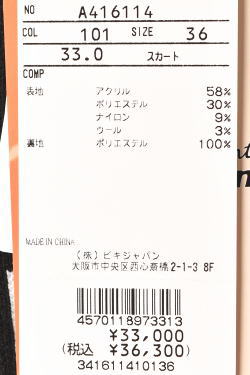 NO A416114
COL 101 SIZE 36
33.0 スカート
COMP
表地 アクリル 58%
ポリエステル 30%
ナイロン 9%
ウール 3%
裏地 ポリエステル 100%
MADE IN CHINA
(株)ビキジャパン
大阪市中央区西心斎橋2-1-3 8F
4570118973313
¥33,000
(税込 ¥36,300)
341611410136